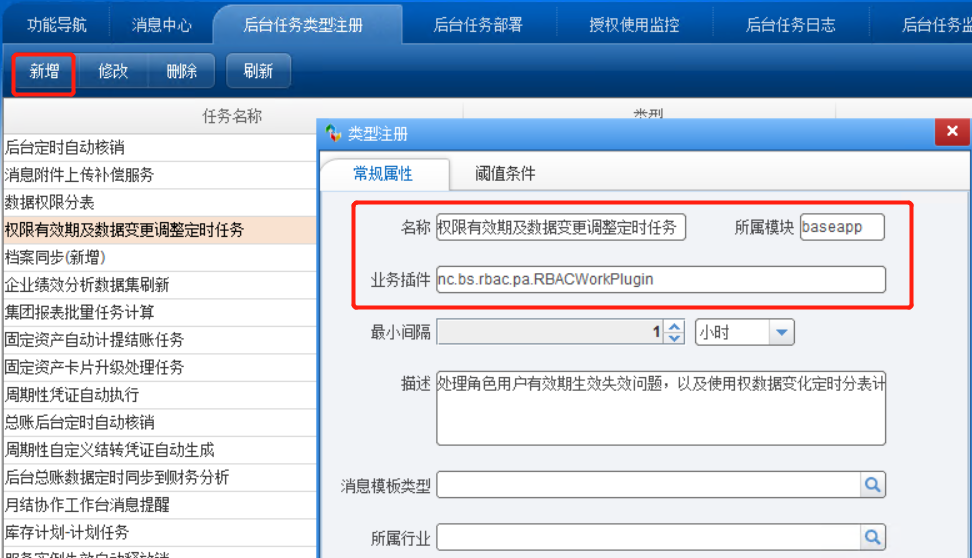 功能导航 消息中心 后台任务类型注册 后台任务部署 授权使用监控 后台任务日志 后台任务监
新增 修改 删除 刷新
任务名称 类型
后台定时自动核销
消息附件上传补偿服务
数据权限分表
权限有效期及数据变更调整定时任务
档案同步(新增)
企业绩效分析数据集刷新
集团报表批量任务计算
固定资产自动计提结账任务
固定资产卡片升级处理任务
周期性凭证自动执行
总账后台定时自动核销
周期性自定义结转凭证自动生成
后台总账数据定时同步到财务分析
月结协作工作台消息提醒
库存计划-计划任务
类型注册
常规属性 阈值条件
名称 权限有效期及数据变更调整定时任务 所属模块 baseapp
业务插件 nc.bs.rbac.pa.RBACWorkPlugin
最小间隔 1 小时
描述 处理角色用户有效期生效失效问题，以及使用权数据变化定时分表计
消息模板类型
所属行业